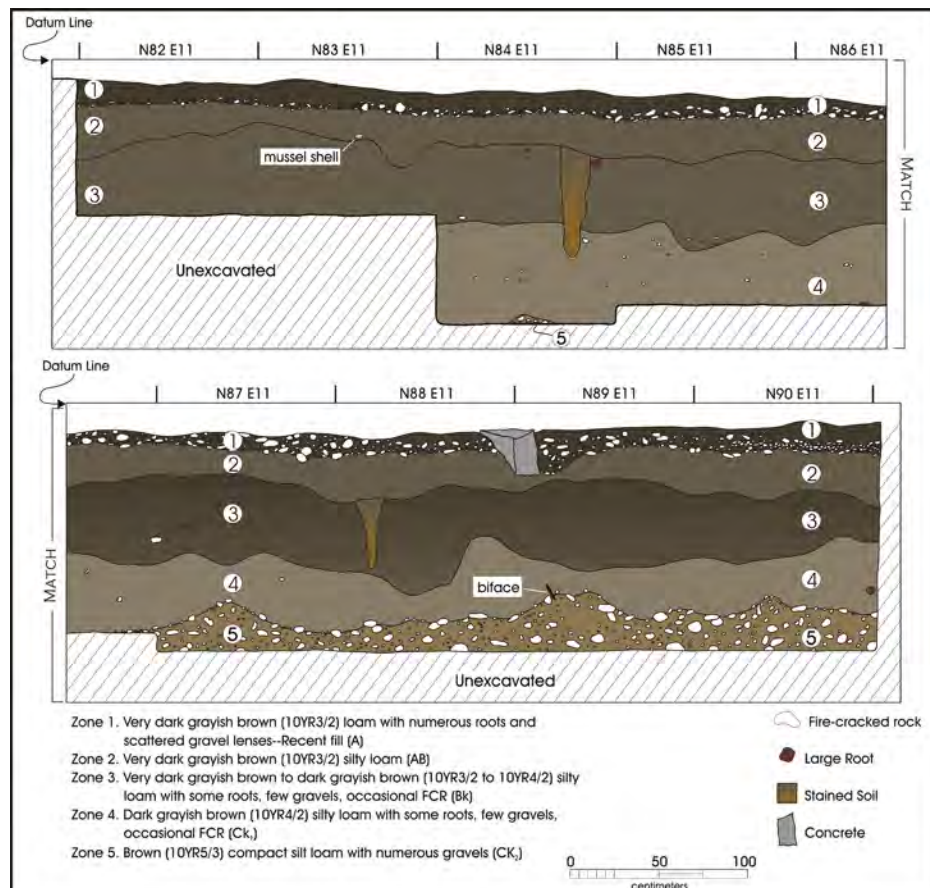 Datum Line
N82 E11 N83 E11 N84 E11 N85 E11 N86 E11
1 1
2 2
mussel shell
3 3
MATCH
Unexcavated
4
5
Datum Line
N87 E11 N88 E11 N89 E11 N90 E11
1 1
2 2
3 3
MATCH
4 4
biface
5 5
Unexcavated
Zone 1. Very dark grayish brown (10YR3/2) loam with numerous roots and
scattered gravel lenses--Recent fill (A)
Zone 2. Very dark grayish brown (10YR3/2) silty loam (AB)
Zone 3. Very dark grayish brown to dark grayish brown (10YR3/2 to 10YR4/2) silty
loam with some roots, few gravels, occasional FCR (Bk)
Zone 4. Dark grayish brown (10YR4/2) silty loam with some roots, few gravels,
occasional FCR (Ck₁)
Zone 5. Brown (10YR5/3) compact silt loam with numerous gravels (CK₂)
Fire-cracked rock
Large Root
Stained Soil
Concrete
0 50 100
centimeters